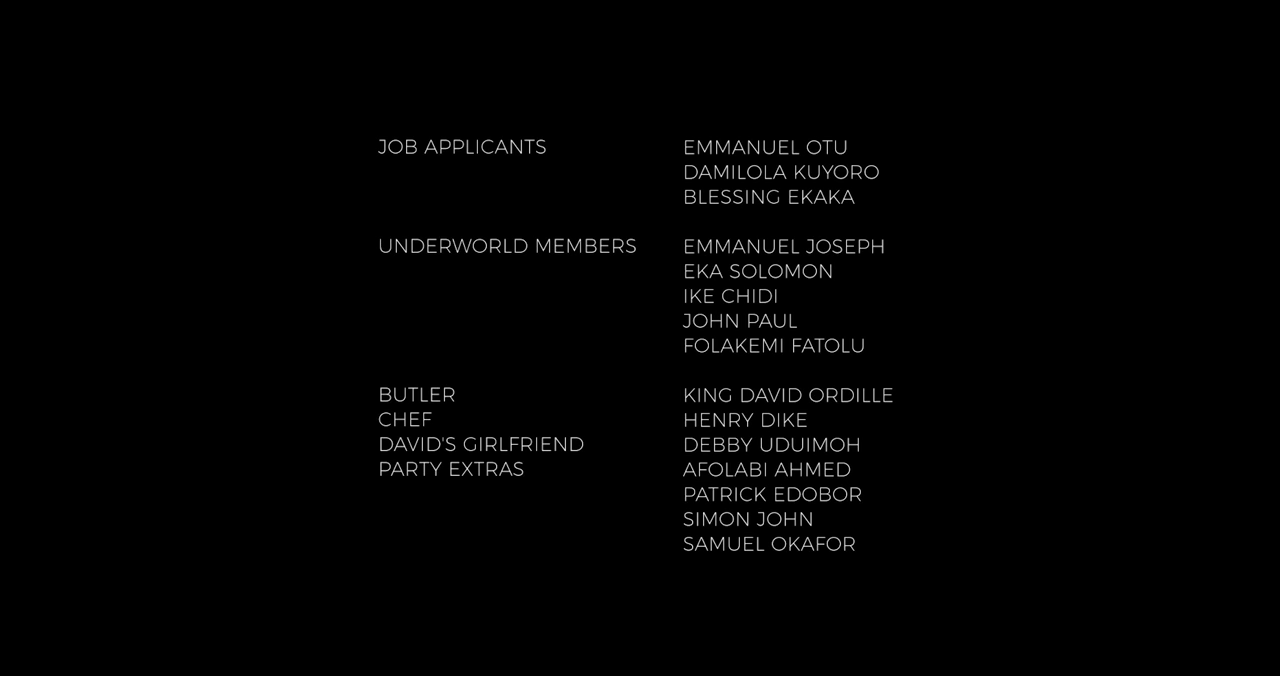 JOB APPLICANTS EMMANUEL OTU
DAMILOLA KUYORO
BLESSING EKAKA
UNDERWORLD MEMBERS EMMANUEL JOSEPH
EKA SOLOMON
IKE CHIDI
JOHN PAUL
FOLAKEMI FATOLU
BUTLER KING DAVID ORDILLE
CHEF HENRY DIKE
DAVID'S GIRLFRIEND DEBBY UDUIMOH
PARTY EXTRAS AFOLABI AHMED
PATRICK EDOBOR
SIMON JOHN
SAMUEL OKAFOR